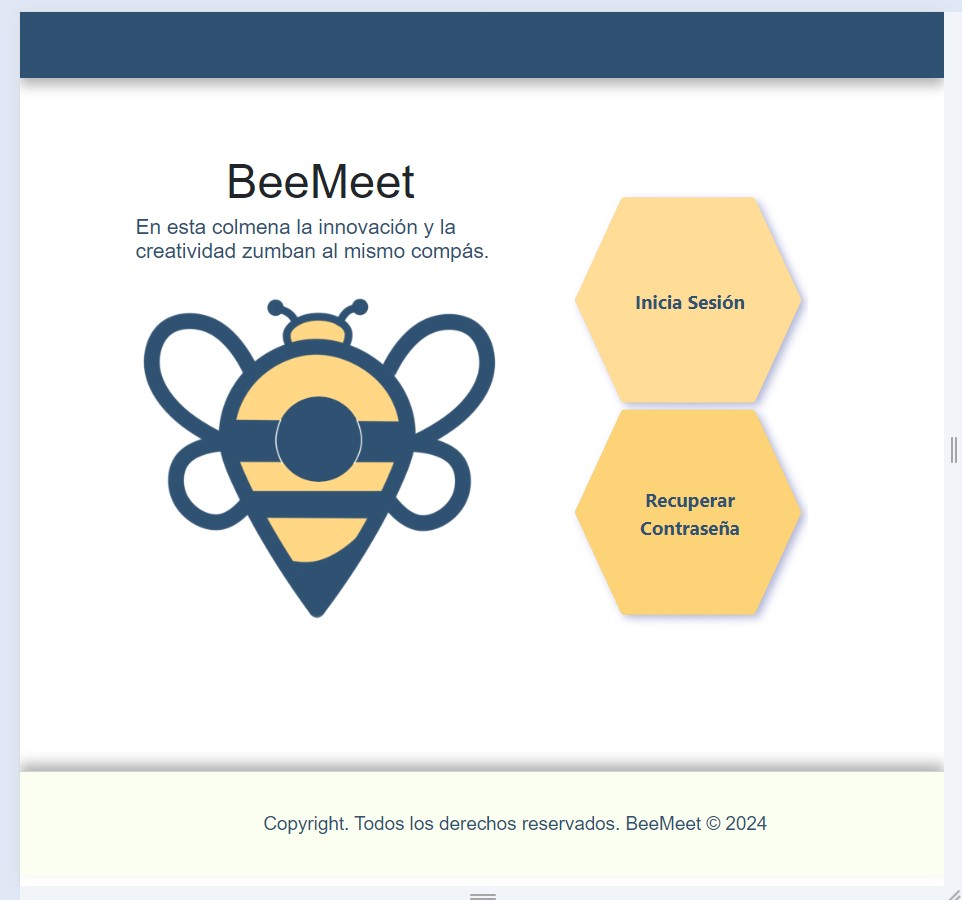 BeeMeet
En esta colmena la innovación y la
creatividad zumban al mismo compás.
Inicia Sesión
Recuperar
Contraseña
Copyright. Todos los derechos reservados. BeeMeet © 2024